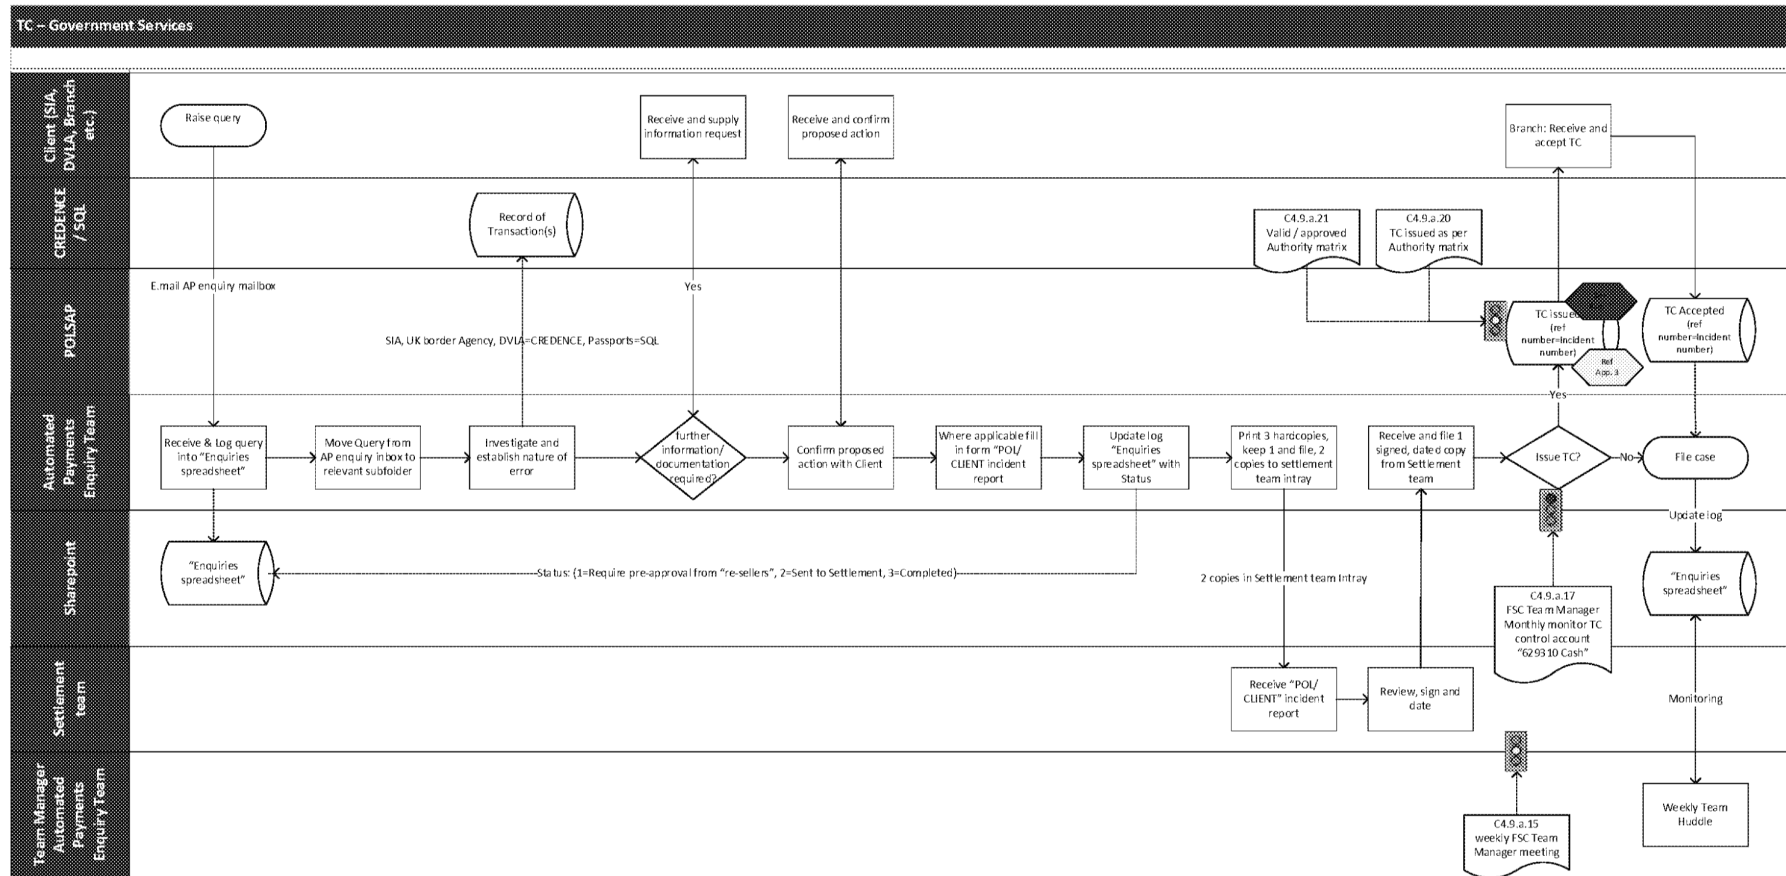 TC – Government Services
Client (SIA,
DVLA, Branch
etc.)
Raise query
Receive and supply
information request
Receive and confirm
proposed action
Branch: Receive and
accept TC
CREDENCE
/ SQL
Record of
Transaction(s)
C4.9.a.21
Valid / approved
Authority matrix
C4.9.a.20
TC issued as per
Authority matrix
POLSAP
E.mail AP enquiry mailbox
Yes
SIA, UK border Agency, DVLA=CREDENCE, Passports=SQL
TC issued
(ref
number=Incident
number)
Ref
App. 3
TC Accepted
(ref
number=Incident
number)
Yes
Automated
Payments
Enquiry Team
Receive & Log query
into "Enquiries
spreadsheet"
Move Query from
AP enquiry inbox to
relevant subfolder
Investigate and
establish nature of
error
further
information/
documentation
required?
Confirm proposed
action with Client
Where applicable fill
in form "POL/
CLIENT incident
report
Update log
"Enquiries
spreadsheet" with
Status
Print 3 hardcopies,
keep 1 and file, 2
copies to settlement
team intray
Receive and file 1
signed, dated copy
from Settlement
team
Issue TC?
No
File case
Update log
Sharepoint
"Enquiries
spreadsheet"
Status: (1=Require pre-approval from "re-sellers", 2=Sent to Settlement, 3=Completed)
2 copies in Settlement team Intray
C4.9.a.17
FSC Team Manager
Monthly monitor TC
control account
"629310 Cash"
"Enquiries
spreadsheet"
Settlement
team
Receive "POL/
CLIENT" incident
report
Review, sign and
date
Monitoring
Team Manager
Automated
Payments
Enquiry Team
C4.9.a.15
weekly FSC Team
Manager meeting
Weekly Team
Huddle